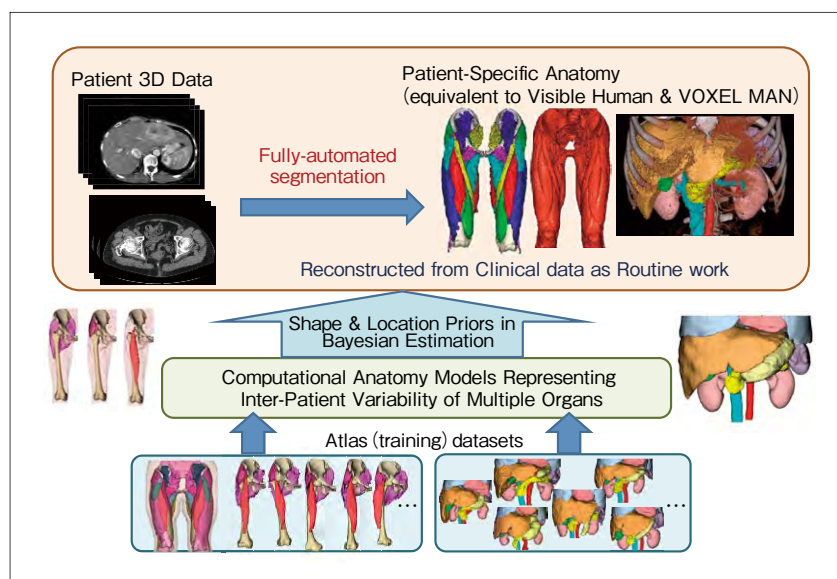 Patient 3D Data
Patient-Specific Anatomy
(equivalent to Visible Human & VOXEL MAN)
Fully-automated
segmentation
Reconstructed from Clinical data as Routine work
Shape & Location Priors in
Bayesian Estimation
Computational Anatomy Models Representing
Inter-Patient Variability of Multiple Organs
Atlas (training) datasets
...
...